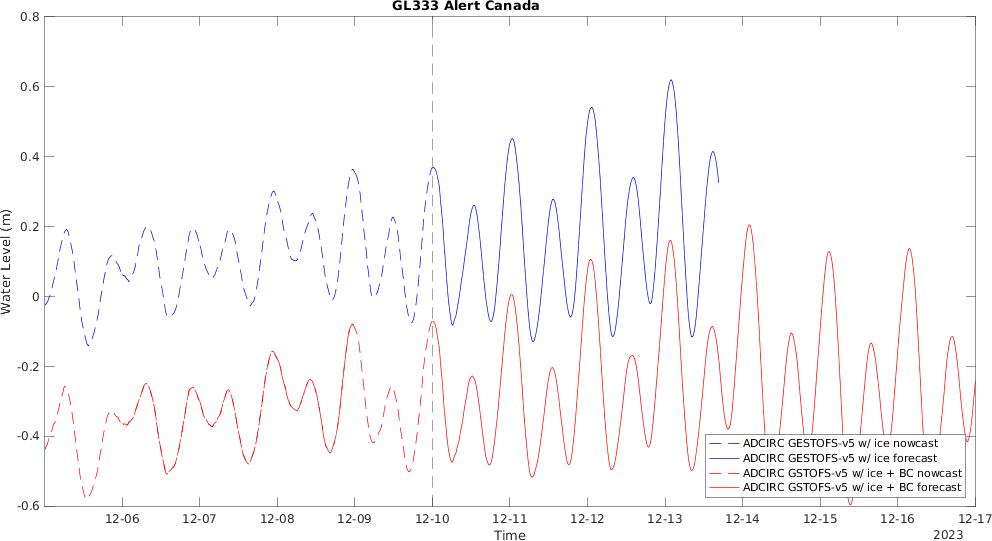 GL333 Alert Canada
0.8
0.6
0.4
0.2
0
-0.2
-0.4
-0.6
Water Level (m)
ADCIRC GESTOFS-v5 w/ ice nowcast
ADCIRC GESTOFS-v5 w/ ice forecast
ADCIRC GSTOFS-v5 w/ ice + BC nowcast
ADCIRC GSTOFS-v5 w/ ice + BC forecast
12-06 12-07 12-08 12-09 12-10 12-11 12-12 12-13 12-14 12-15 12-16 12-17
Time
2023